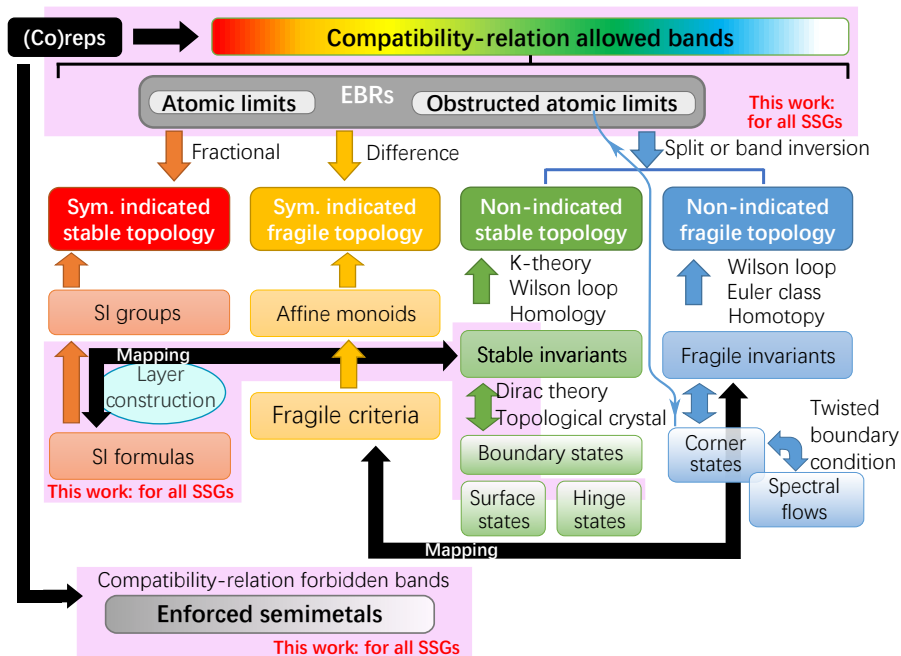 (Co)reps
Compatibility-relation allowed bands
EBRs
Atomic limits
Obstructed atomic limits
This work:
for all SSGs
Fractional
Difference
Split or band inversion
Sym. indicated
stable topology
Sym. indicated
fragile topology
Non-indicated
stable topology
Non-indicated
fragile topology
K-theory
Wilson loop
Homology
Wilson loop
Euler class
Homotopy
SI groups
Affine monoids
Mapping
Stable invariants
Fragile invariants
Layer
construction
Dirac theory
Topological crystal
Fragile criteria
Twisted
boundary
condition
SI formulas
Boundary states
Corner
states
This work: for all SSGs
Surface
states
Hinge
states
Spectral
flows
Mapping
Compatibility-relation forbidden bands
Enforced semimetals
This work: for all SSGs